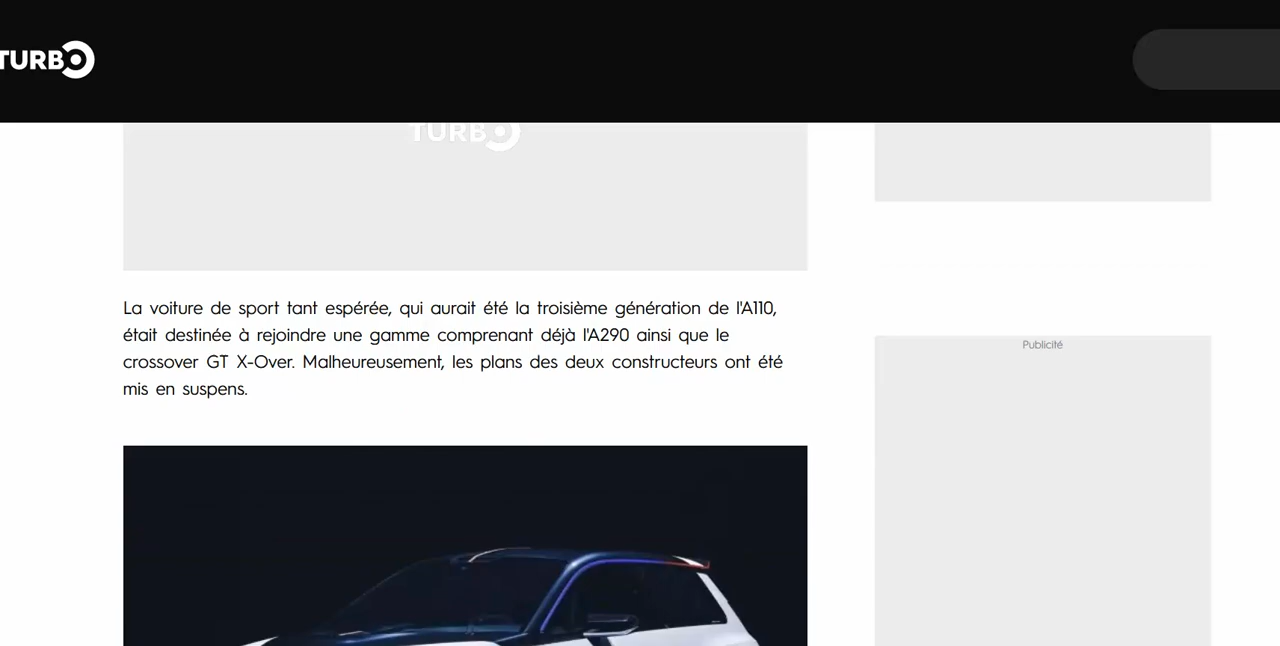 TURBO
TURBO
La voiture de sport tant espérée, qui aurait été la troisième génération de l'A110,
était destinée à rejoindre une gamme comprenant déjà l'A290 ainsi que le
crossover GT X-Over. Malheureusement, les plans des deux constructeurs ont été
mis en suspens.
Publicité